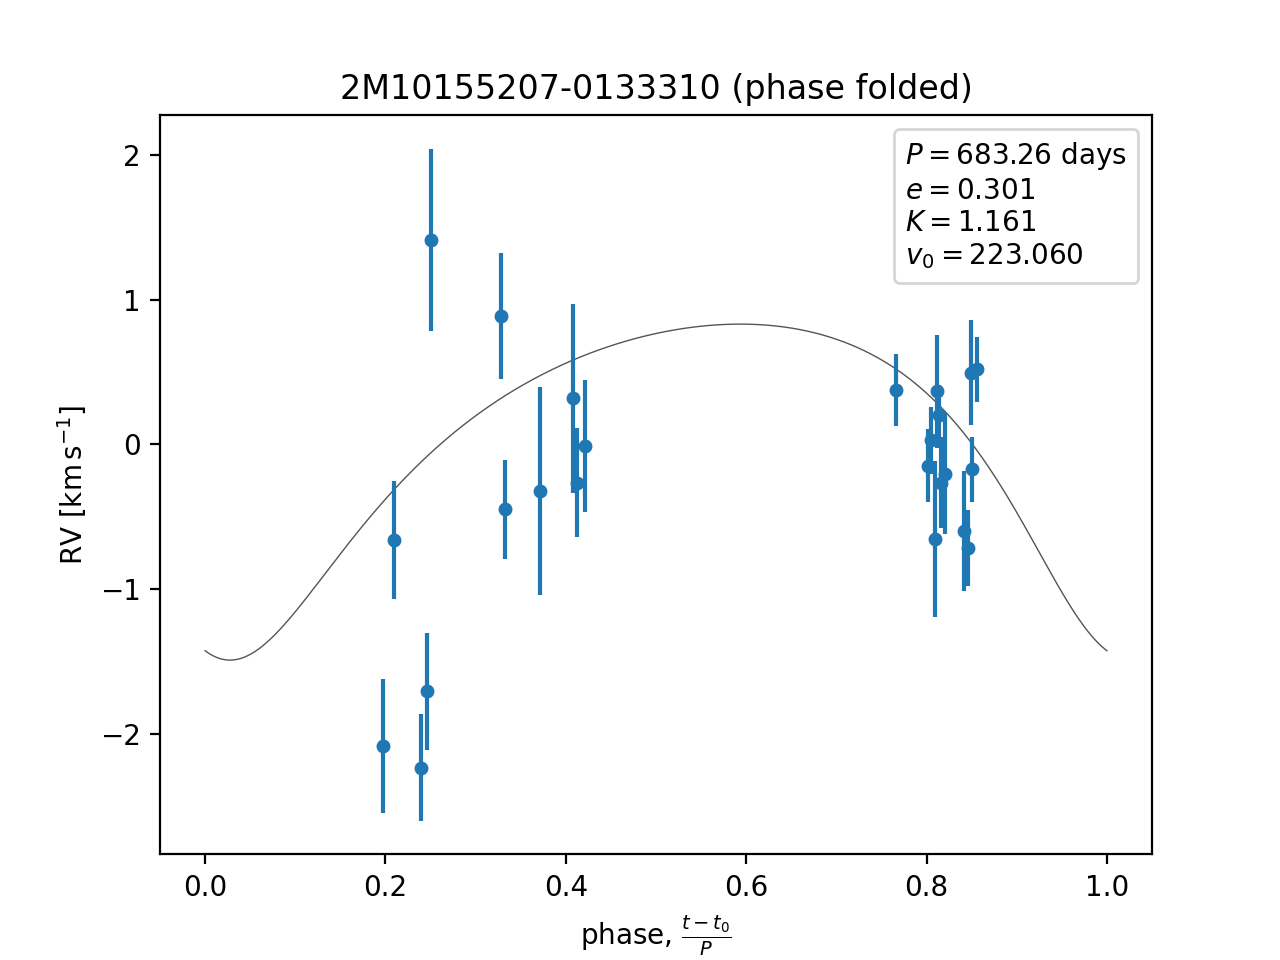 2M10155207-0133310 (phase folded)
P = 683.26 days
e = 0.301
K = 1.161
v₀ = 223.060
2
1
0
−1
−2
RV [km s⁻¹]
0.0 0.2 0.4 0.6 0.8 1.0
phase, (t − t₀)/P